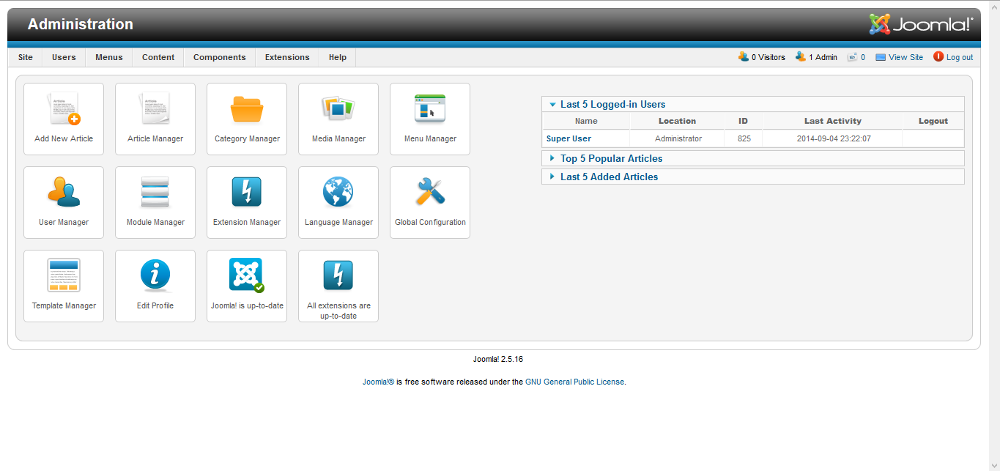 Administration
Joomla!®
Site Users Menus Content Components Extensions Help
0 Visitors 1 Admin 0 View Site Log out
Add New Article
Article Manager
Category Manager
Media Manager
Menu Manager
User Manager
Module Manager
Extension Manager
Language Manager
Global Configuration
Template Manager
Edit Profile
Joomla! is up-to-date
All extensions are
up-to-date
Last 5 Logged-in Users
Name Location ID Last Activity Logout
Super User Administrator 825 2014-09-04 23:22:07
Top 5 Popular Articles
Last 5 Added Articles
Joomla! 2.5.16
Joomla!® is free software released under the GNU General Public License.